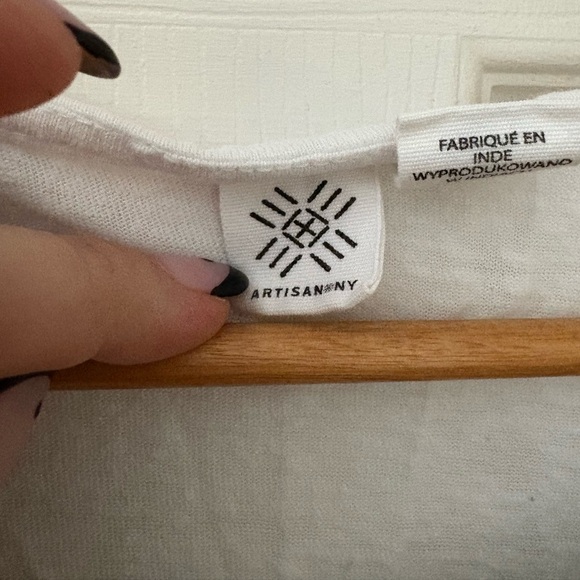 ARTISAN NY
FABRIQUÉ EN
INDE
WYPRODUKOWANO